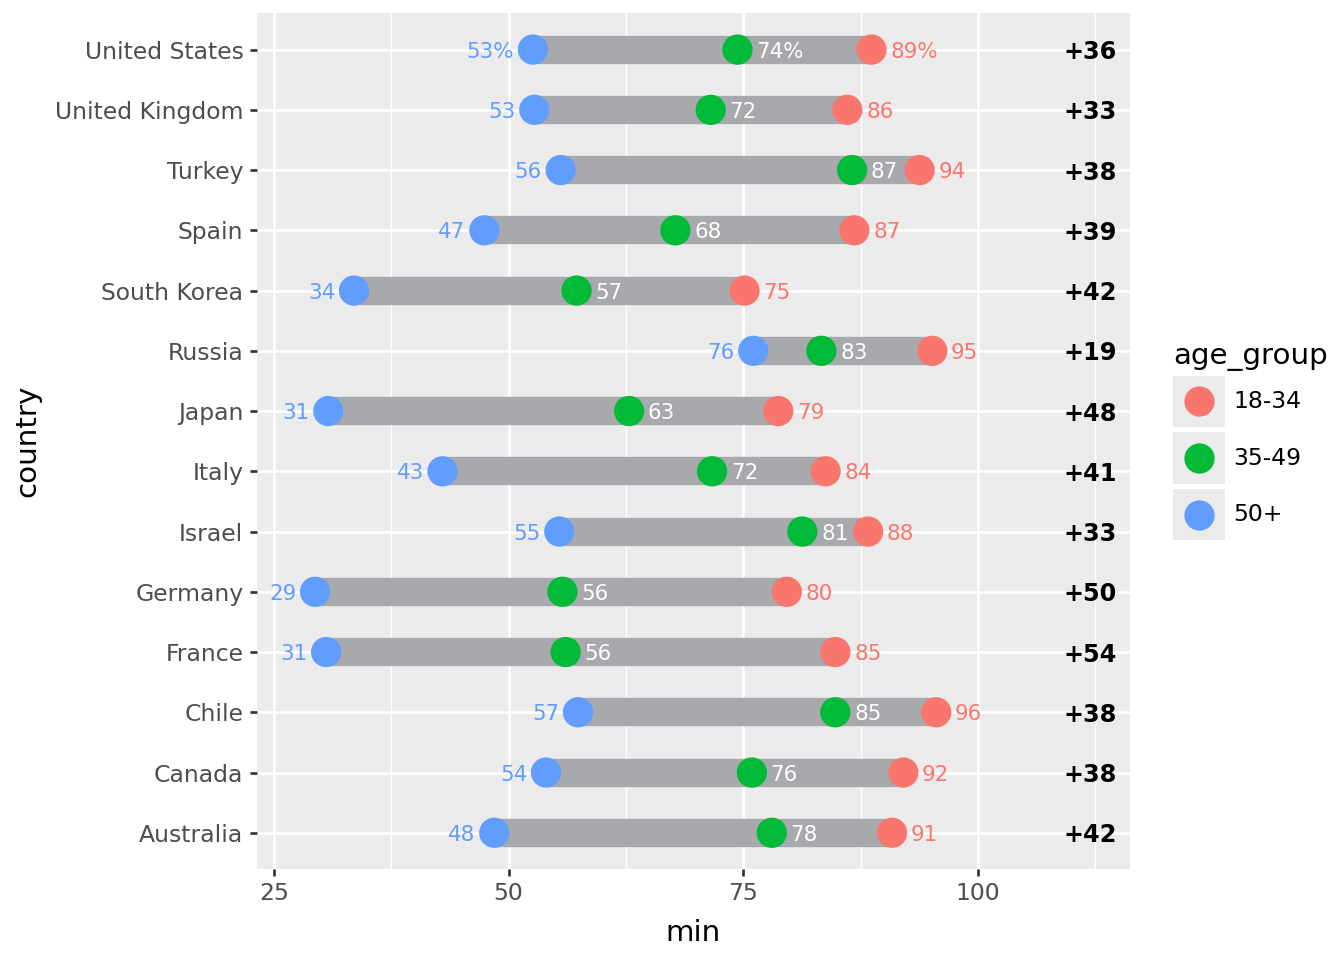 United States 53% 74% 89% +36
United Kingdom 53 72 86 +33
Turkey 56 87 94 +38
Spain 47 68 87 +39
South Korea 34 57 75 +42
Russia 76 83 95 +19
Japan 31 63 79 +48
Italy 43 72 84 +41
Israel 55 81 88 +33
Germany 29 56 80 +50
France 31 56 85 +54
Chile 57 85 96 +38
Canada 54 76 92 +38
Australia 48 78 91 +42
25 50 75 100
min
country
age_group
18-34
35-49
50+